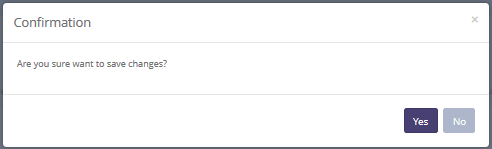 Confirmation ×
Are you sure want to save changes?
Yes No